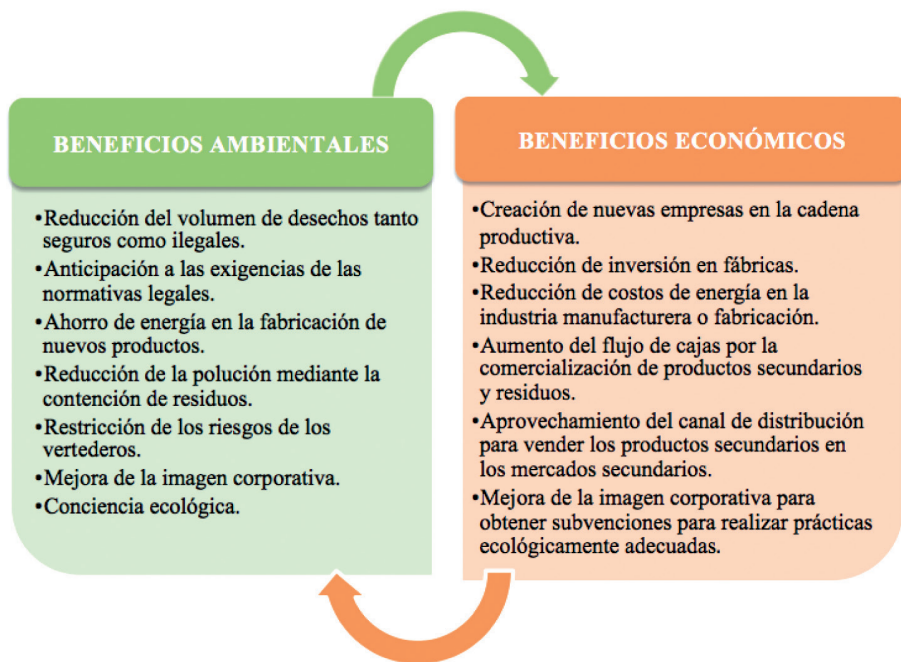 BENEFICIOS AMBIENTALES
•Reducción del volumen de desechos tanto
seguros como ilegales.
•Anticipación a las exigencias de las
normativas legales.
•Ahorro de energía en la fabricación de
nuevos productos.
•Reducción de la polución mediante la
contención de residuos.
•Restricción de los riesgos de los
vertederos.
•Mejora de la imagen corporativa.
•Conciencia ecológica.
BENEFICIOS ECONÓMICOS
•Creación de nuevas empresas en la cadena
productiva.
•Reducción de inversión en fábricas.
•Reducción de costos de energía en la
industria manufacturera o fabricación.
•Aumento del flujo de cajas por la
comercialización de productos secundarios
y residuos.
•Aprovechamiento del canal de distribución
para vender los productos secundarios en
los mercados secundarios.
•Mejora de la imagen corporativa para
obtener subvenciones para realizar prácticas
ecológicamente adecuadas.